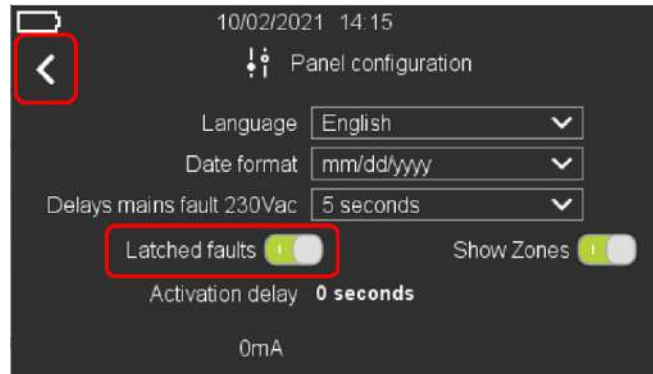 10/02/2021 14:15
Panel configuration
Language English
Date format mm/dd/yyyy
Delays mains fault 230Vac 5 seconds
Latched faults Show Zones
Activation delay 0 seconds
0mA